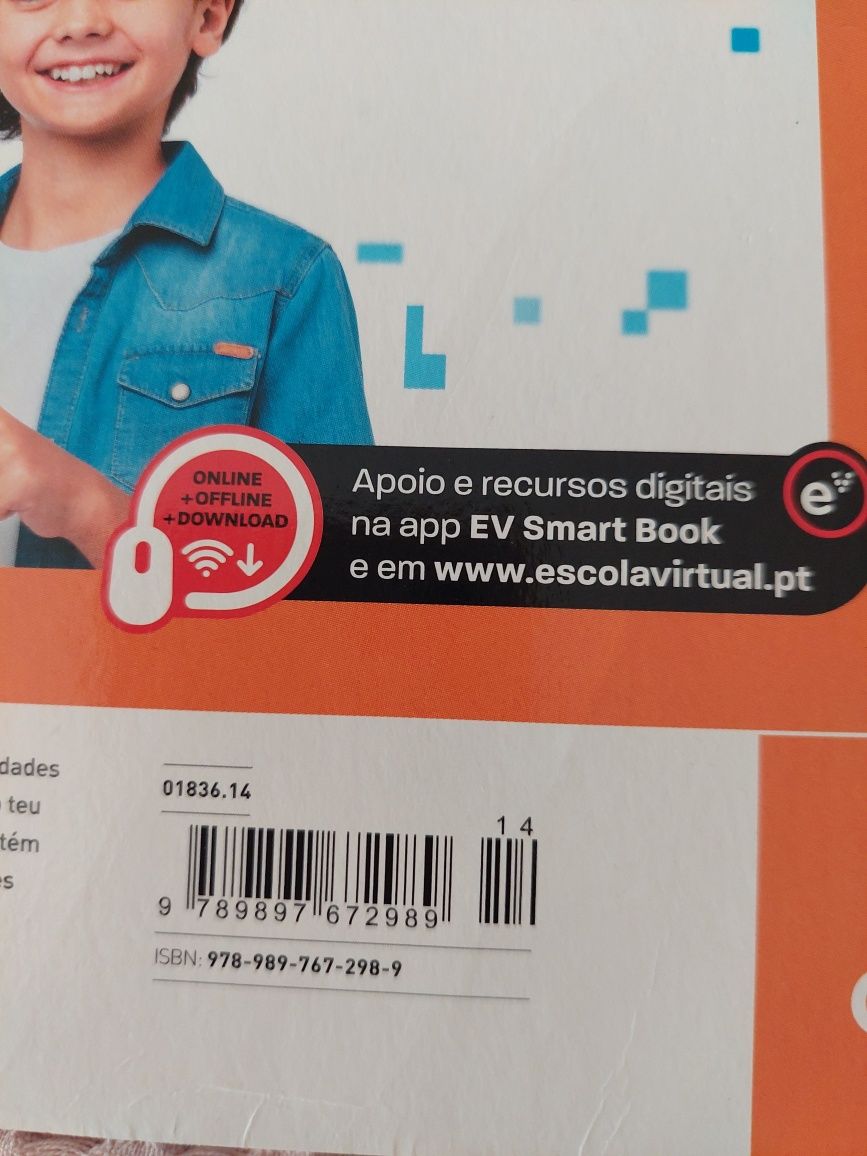 ONLINE
+OFFLINE
+DOWNLOAD
Apoio e recursos digitais
na app EV Smart Book
e em www.escolavirtual.pt
e
dades
teu
tém
es
01836.14
14
9 789897 672989
ISBN: 978-989-767-298-9